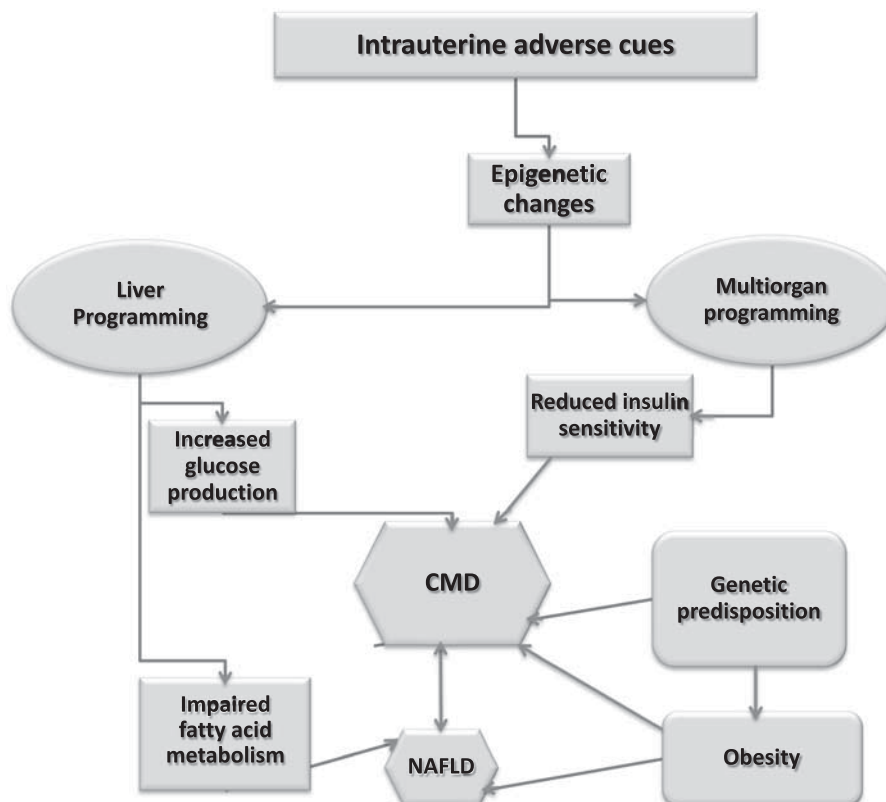 Intrauterine adverse cues
Epigenetic
changes
Liver
Programming
Multiorgan
programming
Reduced insulin
sensitivity
Increased
glucose
production
CMD
Genetic
predisposition
Impaired
fatty acid
metabolism
NAFLD
Obesity